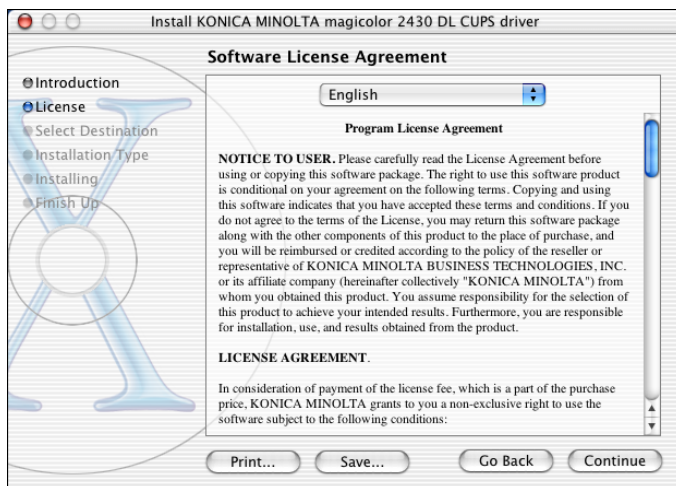 Install KONICA MINOLTA magicolor 2430 DL CUPS driver
Software License Agreement
Introduction
License
Select Destination
Installation Type
Installing
Finish Up
English
Program License Agreement
NOTICE TO USER. Please carefully read the License Agreement before
using or copying this software package. The right to use this software product
is conditional on your agreement on the following terms. Copying and using
this software indicates that you have accepted these terms and conditions. If you
do not agree to the terms of the License, you may return this software package
along with the other components of this product to the place of purchase, and
you will be reimbursed or credited according to the policy of the reseller or
representative of KONICA MINOLTA BUSINESS TECHNOLOGIES, INC.
or its affiliate company (hereinafter collectively "KONICA MINOLTA") from
whom you obtained this product. You assume responsibility for the selection of
this product to achieve your intended results. Furthermore, you are responsible
for installation, use, and results obtained from the product.
LICENSE AGREEMENT.
In consideration of payment of the license fee, which is a part of the purchase
price, KONICA MINOLTA grants to you a non-exclusive right to use the
software subject to the following conditions:
Print...
Save...
Go Back
Continue